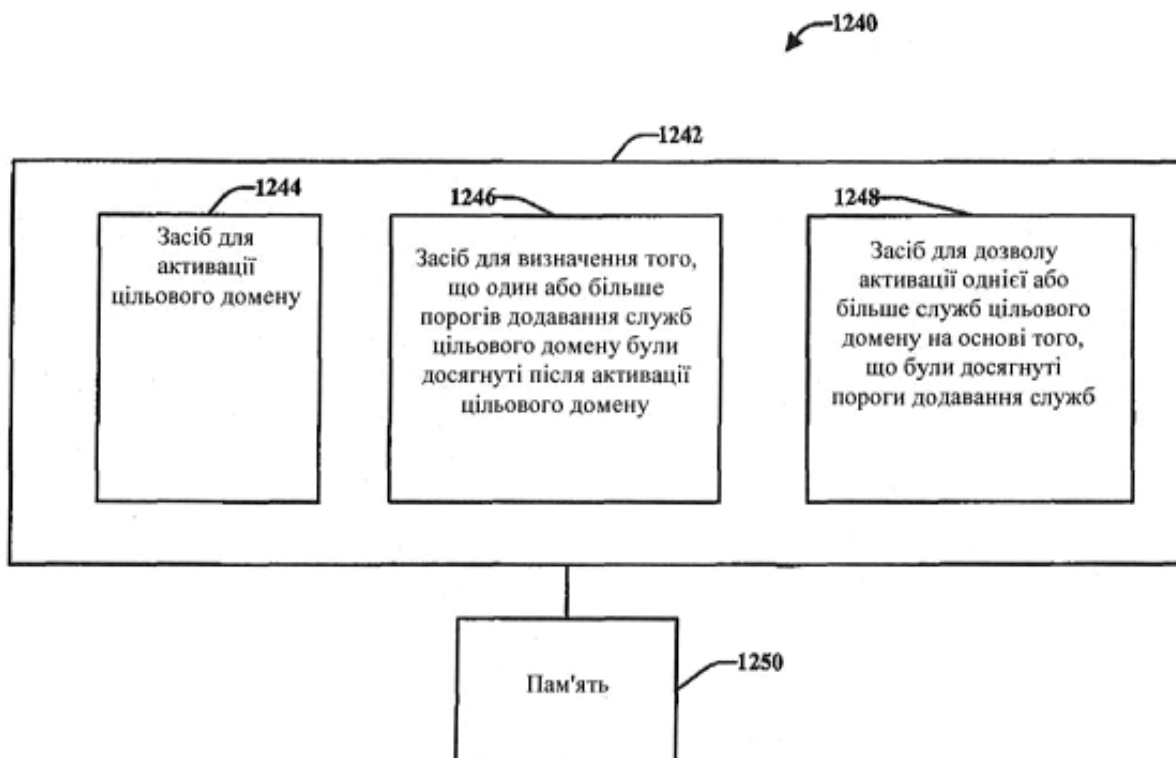 1240
1242
1244
Засіб для
активації
цільового домену
1246
Засіб для визначення того,
що один або більше
порогів додавання служб
цільового домену були
досягнуті після активації
цільового домену
1248
Засіб для дозволу
активації однієї або
більше служб цільового
домену на основі того,
що були досягнуті
пороги додавання служб
Пам'ять
1250